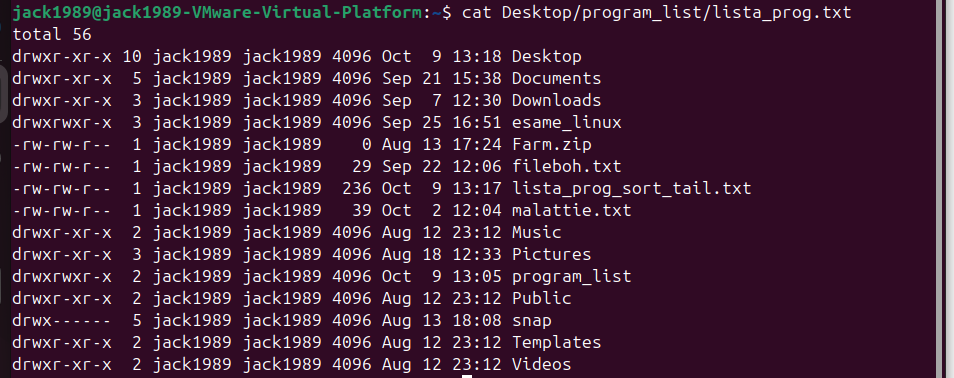 jack1989@jack1989-VMware-Virtual-Platform:~$ cat Desktop/program_list/lista_prog.txt
total 56
drwxr-xr-x 10 jack1989 jack1989 4096 Oct  9 13:18 Desktop
drwxr-xr-x  5 jack1989 jack1989 4096 Sep 21 15:38 Documents
drwxr-xr-x  3 jack1989 jack1989 4096 Sep  7 12:30 Downloads
drwxrwxr-x  3 jack1989 jack1989 4096 Sep 25 16:51 esame_linux
-rw-rw-r--  1 jack1989 jack1989    0 Aug 13 17:24 Farm.zip
-rw-rw-r--  1 jack1989 jack1989   29 Sep 22 12:06 fileboh.txt
-rw-rw-r--  1 jack1989 jack1989  236 Oct  9 13:17 lista_prog_sort_tail.txt
-rw-rw-r--  1 jack1989 jack1989   39 Oct  2 12:04 malattie.txt
drwxr-xr-x  2 jack1989 jack1989 4096 Aug 12 23:12 Music
drwxr-xr-x  3 jack1989 jack1989 4096 Aug 18 12:33 Pictures
drwxrwxr-x  2 jack1989 jack1989 4096 Oct  9 13:05 program_list
drwxr-xr-x  2 jack1989 jack1989 4096 Aug 12 23:12 Public
drwx------  5 jack1989 jack1989 4096 Aug 13 18:08 snap
drwxr-xr-x  2 jack1989 jack1989 4096 Aug 12 23:12 Templates
drwxr-xr-x  2 jack1989 jack1989 4096 Aug 12 23:12 Videos